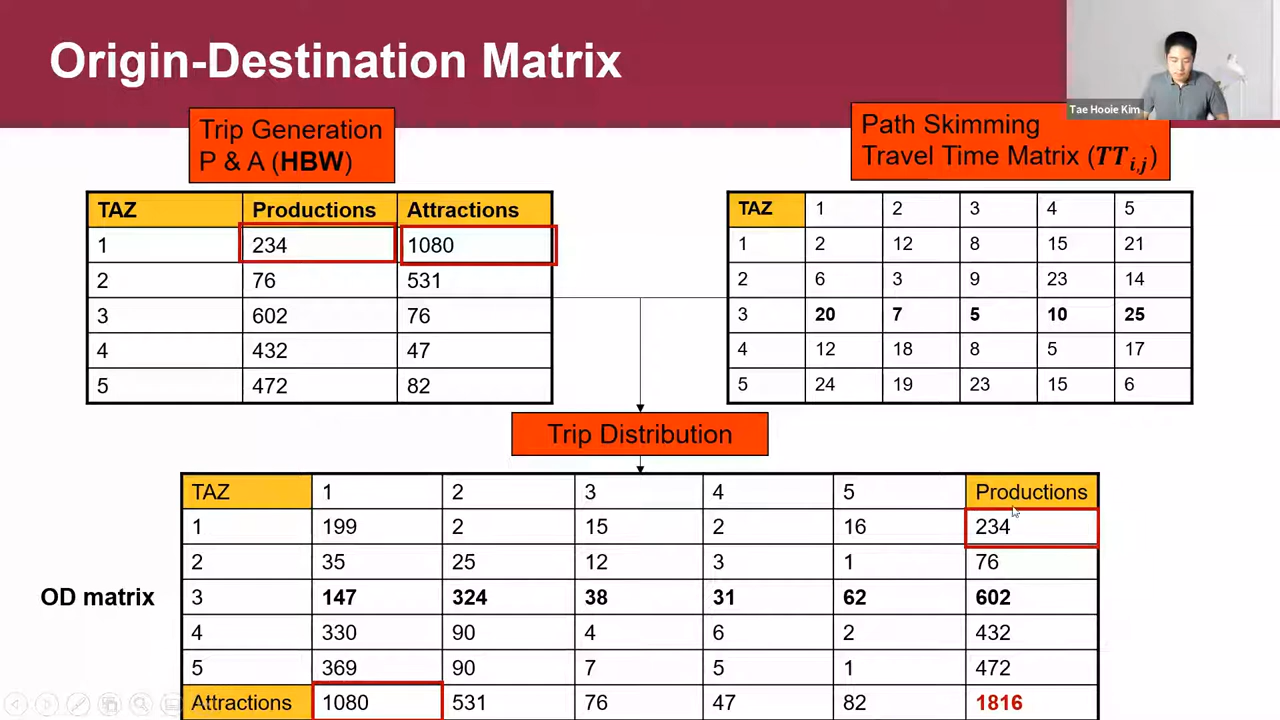 Origin-Destination Matrix
Tae Hooie Kim
Trip Generation
P & A (HBW)
TAZ Productions Attractions
1 234 1080
2 76 531
3 602 76
4 432 47
5 472 82
Path Skimming
Travel Time Matrix (TTi,j)
TAZ 1 2 3 4 5
1 2 12 8 15 21
2 6 3 9 23 14
3 20 7 5 10 25
4 12 18 8 5 17
5 24 19 23 15 6
Trip Distribution
OD matrix
TAZ 1 2 3 4 5 Productions
1 199 2 15 2 16 234
2 35 25 12 3 1 76
3 147 324 38 31 62 602
4 330 90 4 6 2 432
5 369 90 7 5 1 472
Attractions 1080 531 76 47 82 1816